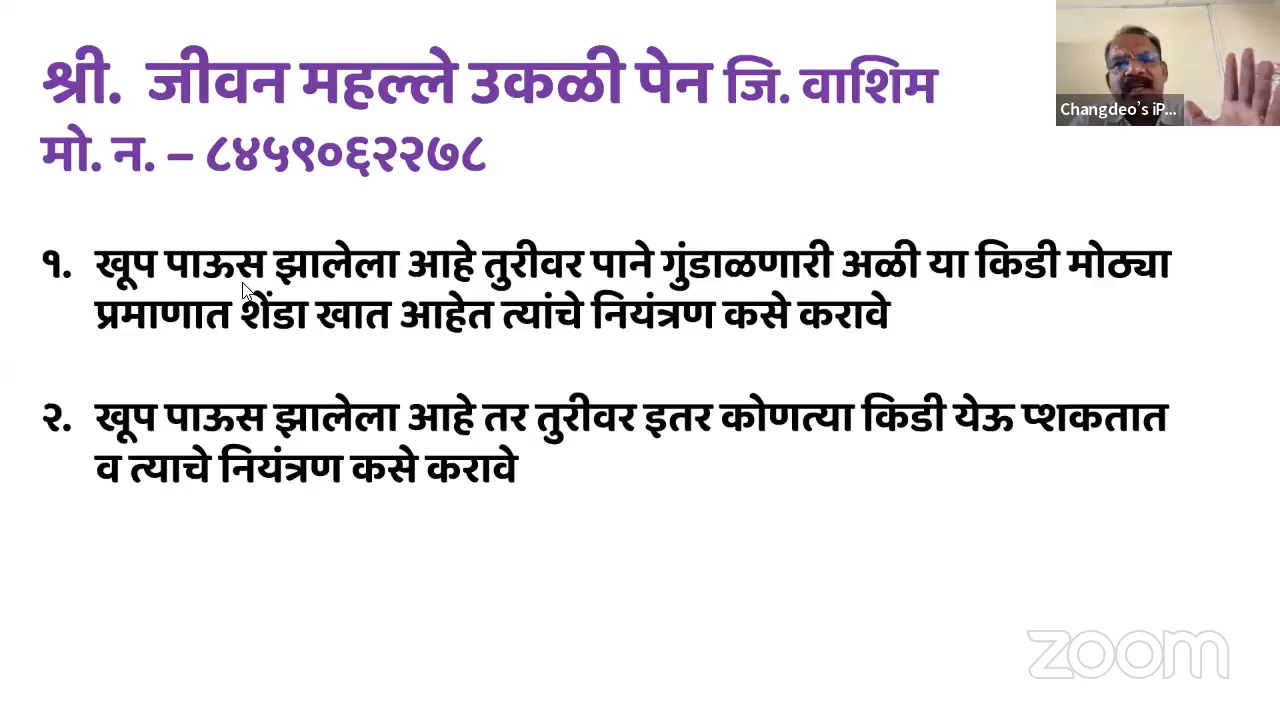 श्री. जीवन महल्ले उकळी पेन जि. वाशिम
मो. न. – ८४५९०६२२७८
Changdeo's iP...
१. खूप पाऊस झालेला आहे तुरीवर पाने गुंडाळणारी अळी या किडी मोठ्या
प्रमाणात शेंडा खात आहेत त्यांचे नियंत्रण कसे करावे
२. खूप पाऊस झालेला आहे तर तुरीवर इतर कोणत्या किडी येऊ प्शकतात
व त्याचे नियंत्रण कसे करावे
zoom